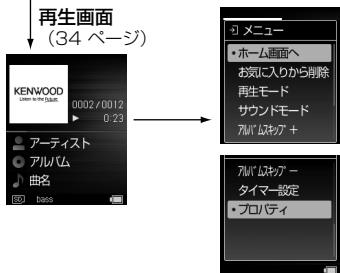 再生画面
(34 ページ)
KENWOOD
Listen to the Future
0002/0012
0:23
アーティスト
アルバム
曲名
SD bass
メニュー
・ホーム画面へ
お気に入りから削除
再生モード
サウンドモード
アルバムスキップ +
アルバムスキップ −
タイマー設定
・プロパティ